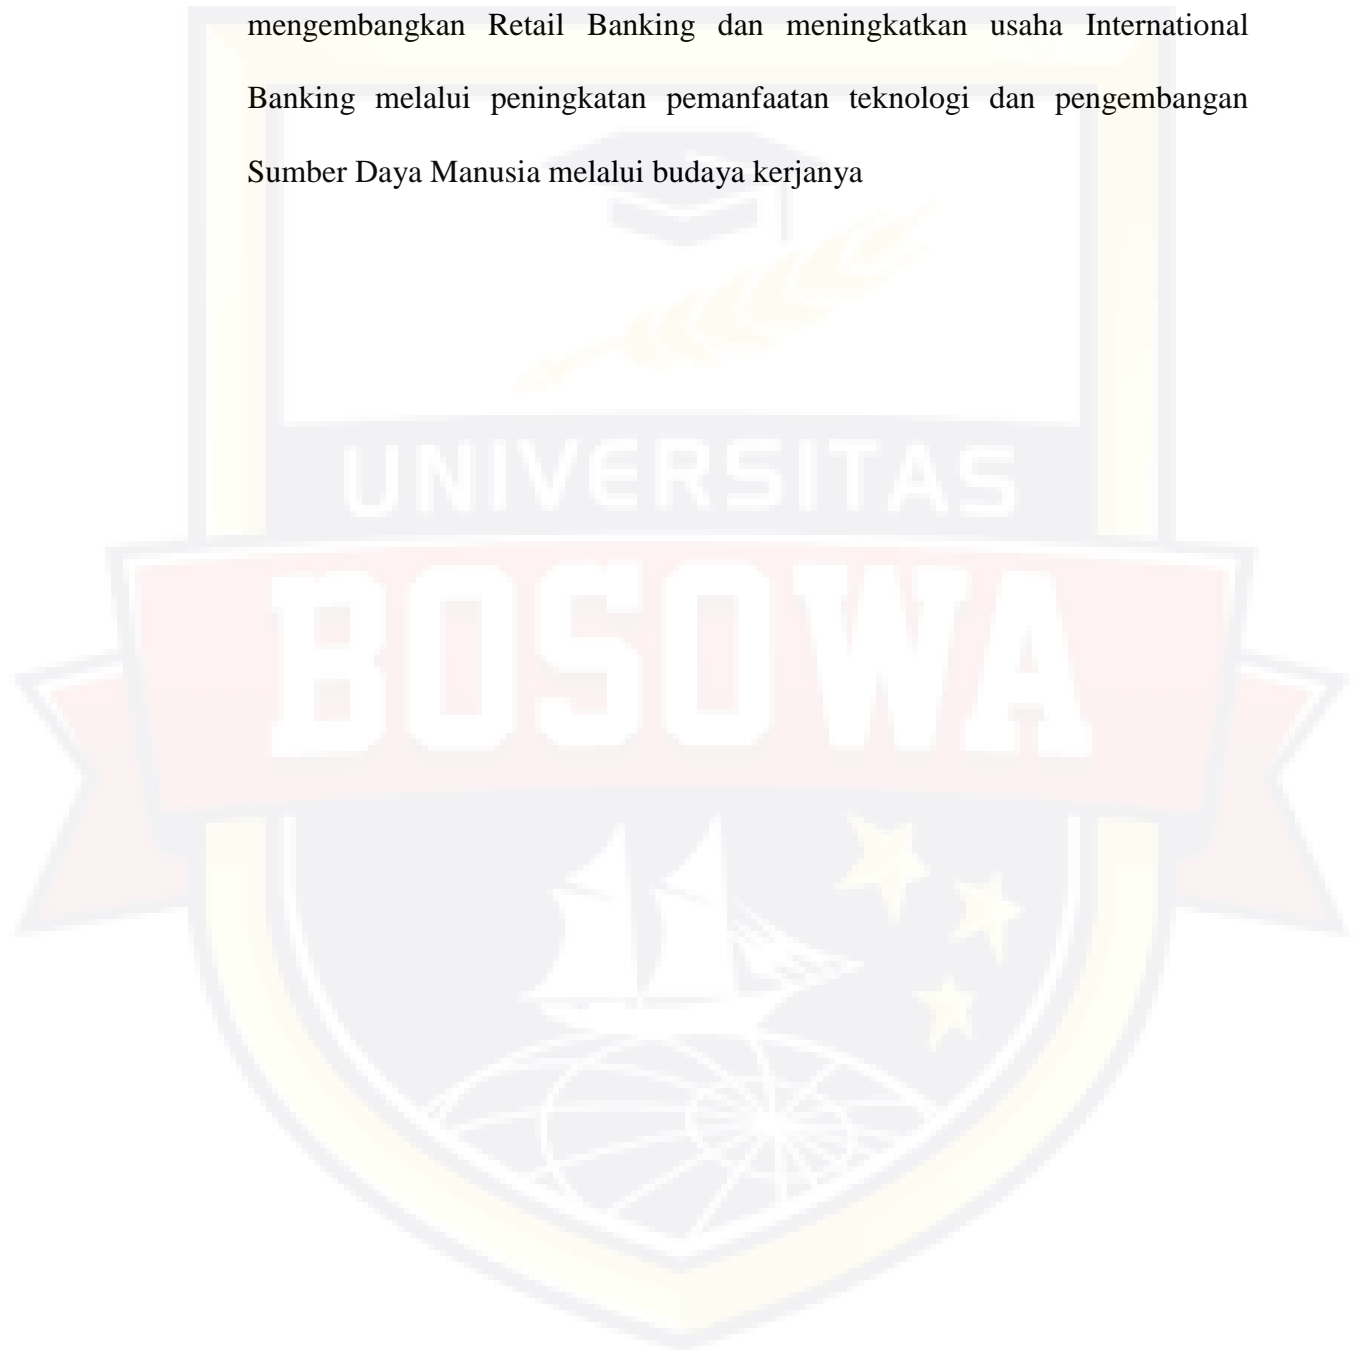 mengembangkan Retail Banking dan meningkatkan usaha International
Banking melalui peningkatan pemanfaatan teknologi dan pengembangan
Sumber Daya Manusia melalui budaya kerjanya
UNIVERSITAS
BOSOWA